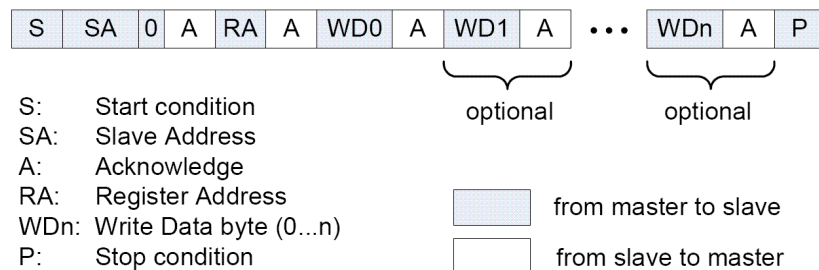 S SA 0 A RA A WD0 A WD1 A ••• WDn A P
optional optional
S: Start condition
SA: Slave Address
A: Acknowledge
RA: Register Address
WDn: Write Data byte (0...n)
P: Stop condition
from master to slave
from slave to master